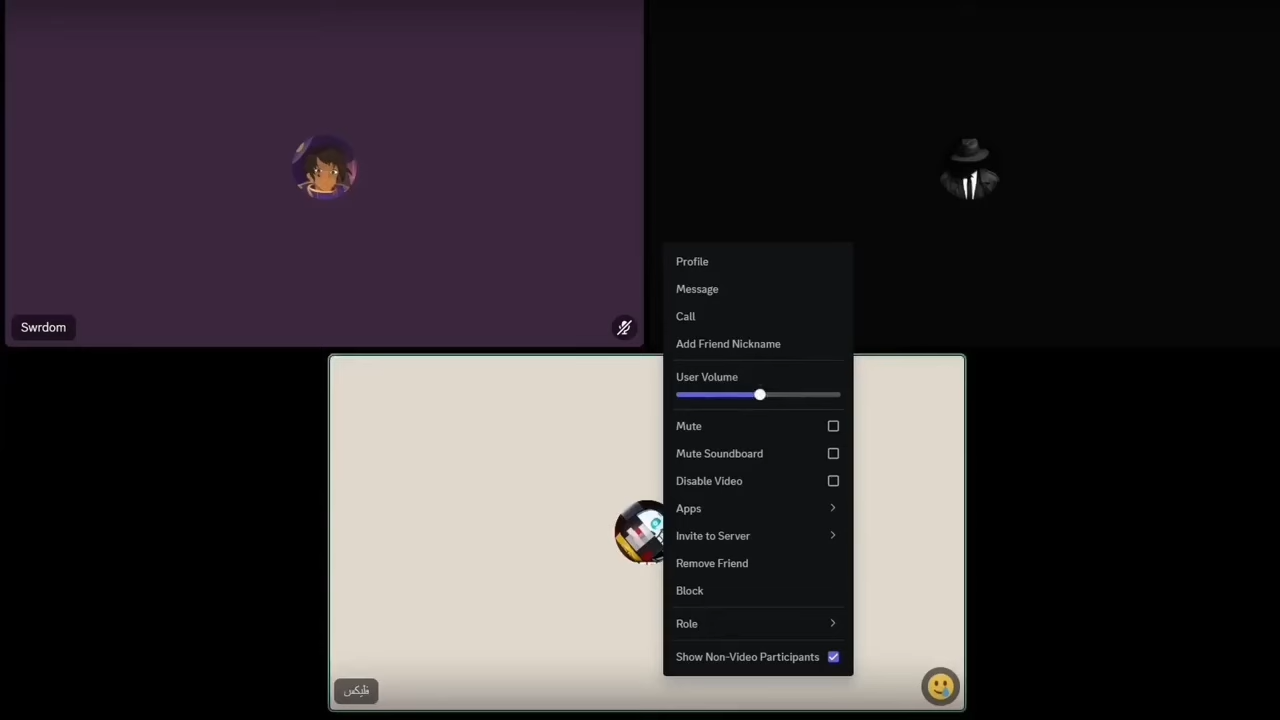 Swrdom
Profile
Message
Call
Add Friend Nickname
User Volume
Mute
Mute Soundboard
Disable Video
Apps
Invite to Server
Remove Friend
Block
Role
Show Non-Video Participants
فليكس